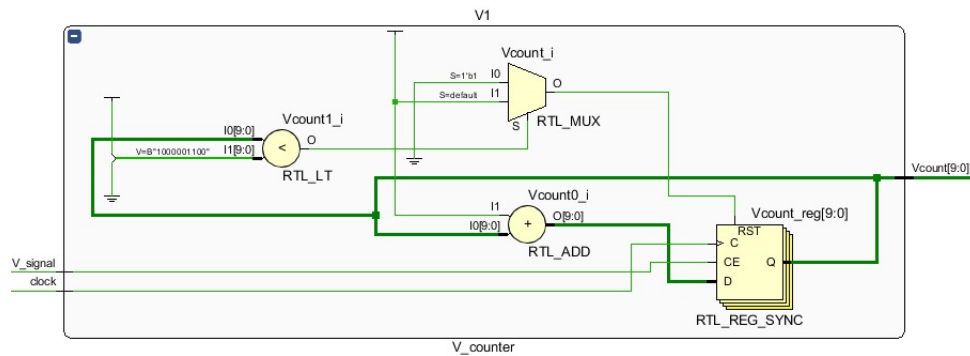 V1
Vcount_i
S=1'b1
I0
O
S=default
I1
S
RTL_MUX
Vcount1_i
I0[9:0]
O
<
V=B"1000001100"
I1[9:0]
RTL_LT
Vcount[9:0]
Vcount0_i
I1
O[9:0]
+
I0[9:0]
RTL_ADD
Vcount_reg[9:0]
RST
C
CE
Q
D
RTL_REG_SYNC
V_signal
clock
V_counter